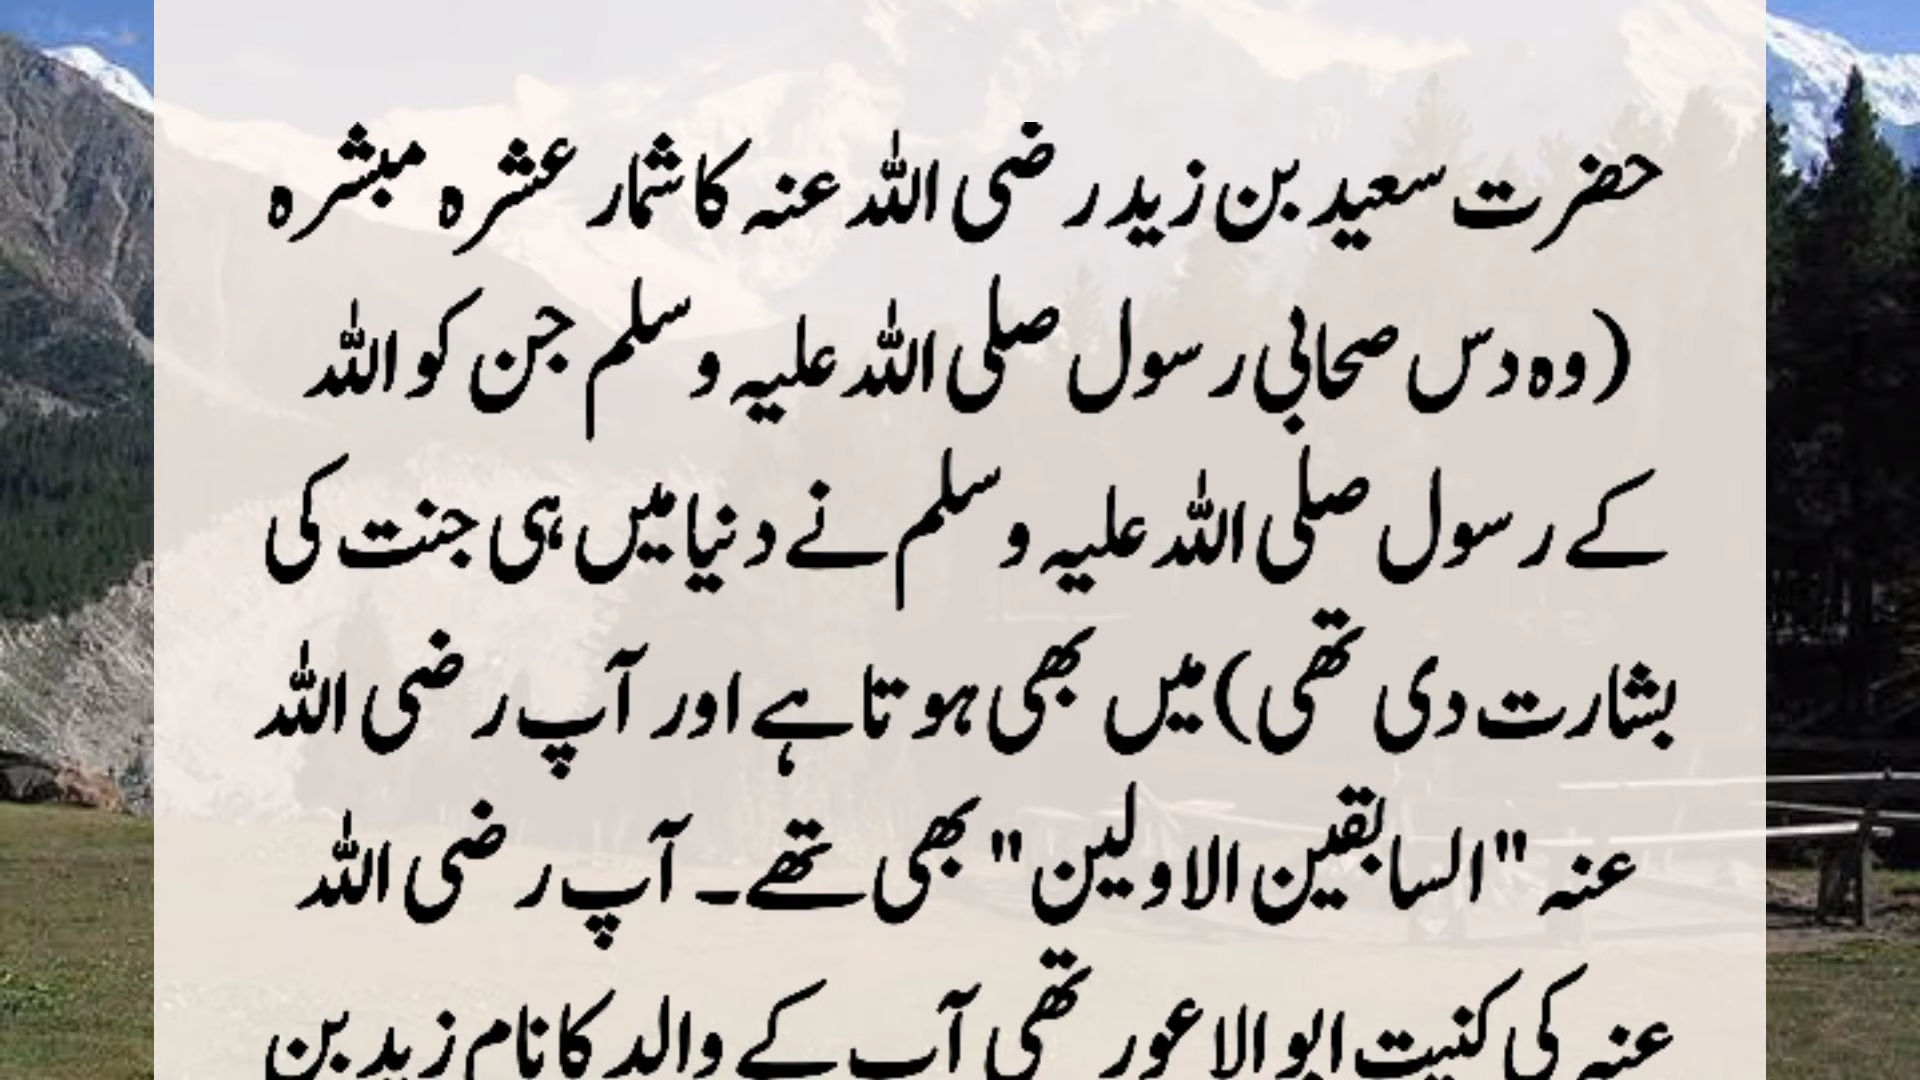 حضرت سعید بن زید رضی اللہ عنہ کا شمار عشرہ مبشرہ
(وہ دس صحابی رسول صلی اللہ علیہ وسلم جن کو اللہ
کے رسول صلی اللہ علیہ وسلم نے دنیا میں ہی جنت کی
بشارت دی تھی) میں بھی ہوتا ہے اور آپ رضی اللہ
عنہ "السابقین الاولین" بھی تھے۔ آپ رضی اللہ
عنہ کی کنیت ابوالاعور تھی آپ کے والد کا نام زید بن